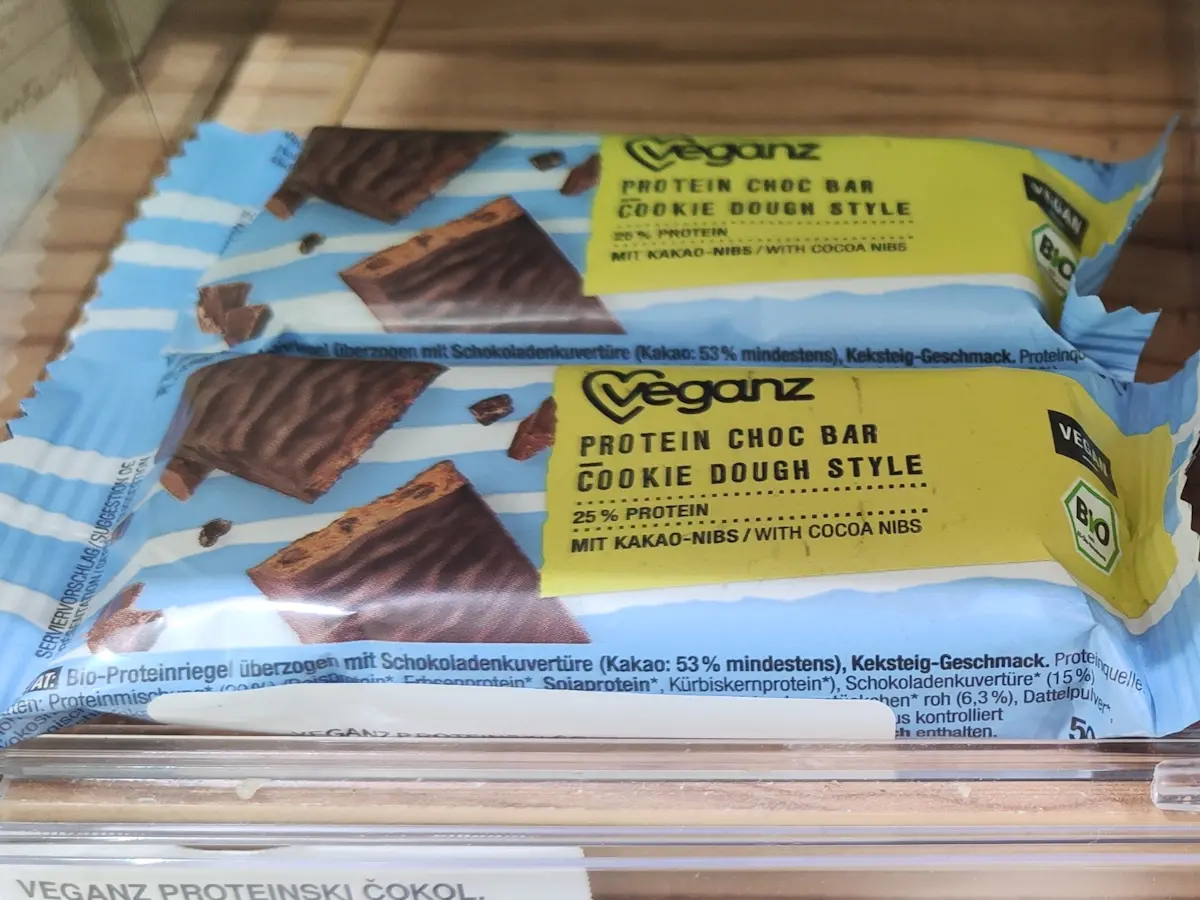 veganz
PROTEIN CHOC BAR
COOKIE DOUGH STYLE
25 % PROTEIN
MIT KAKAO-NIBS / WITH COCOA NIBS
VEGAN
BIO
überzogen mit Schokoladenkuvertüre (Kakao: 53 % mindestens), Keksteig-Geschmack.
veganz
PROTEIN CHOC BAR
COOKIE DOUGH STYLE
25 % PROTEIN
MIT KAKAO-NIBS / WITH COCOA NIBS
VEGAN
BIO
SERVIERVORSCHLAG/SUGGESTION DE
AT: Bio-Proteinriegel überzogen mit Schokoladenkuvertüre (Kakao: 53 % mindestens), Keksteig-Geschmack. Proteinquelle.
Erbsenprotein*, Sojaprotein*, Kürbiskernprotein*), Schokoladenkuvertüre* (15 %)
roh (6,3 %), Dattelpulver*,
kontrolliert
enthalten.
VEGANZ PROTEINSKI ČOKOL.